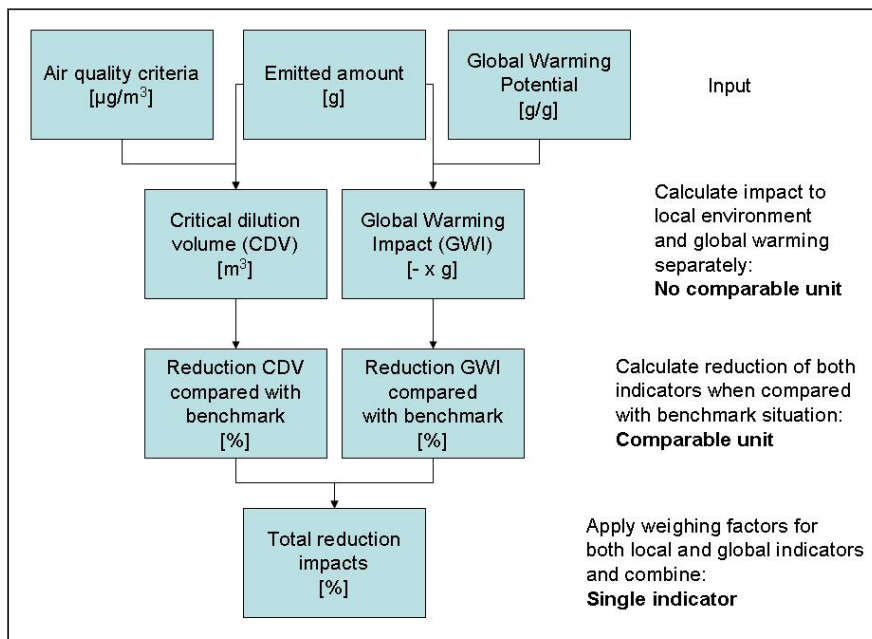 Air quality criteria
[µg/m³]
Emitted amount
[g]
Global Warming
Potential
[g/g]
Input
Critical dilution
volume (CDV)
[m³]
Global Warming
Impact (GWI)
[- x g]
Calculate impact to
local environment
and global warming
separately:
No comparable unit
Reduction CDV
compared with
benchmark
[%]
Reduction GWI
compared
with benchmark
[%]
Calculate reduction of both
indicators when compared
with benchmark situation:
Comparable unit
Total reduction
impacts
[%]
Apply weighing factors for
both local and global indicators
and combine:
Single indicator